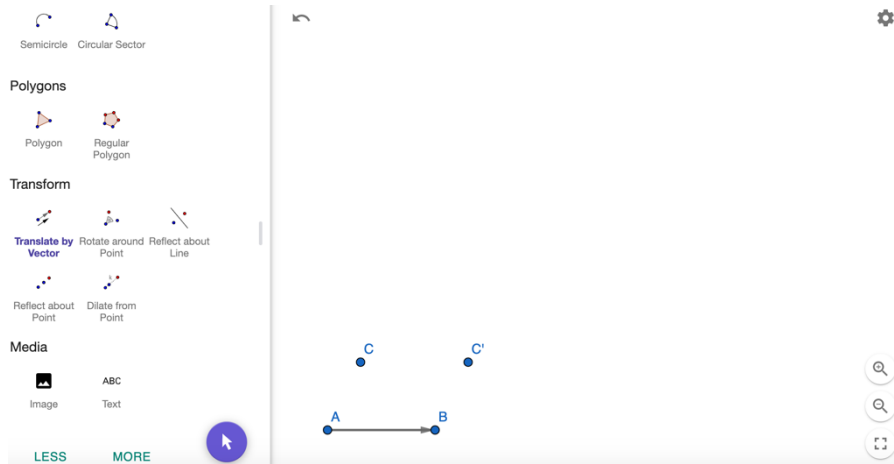 Semicircle Circular Sector
Polygons
Polygon Regular
Polygon
Transform
Translate by Rotate around Reflect about
Vector Point Line
Reflect about Dilate from
Point Point
Media
ABC
Image Text
LESS MORE
C C'
A B